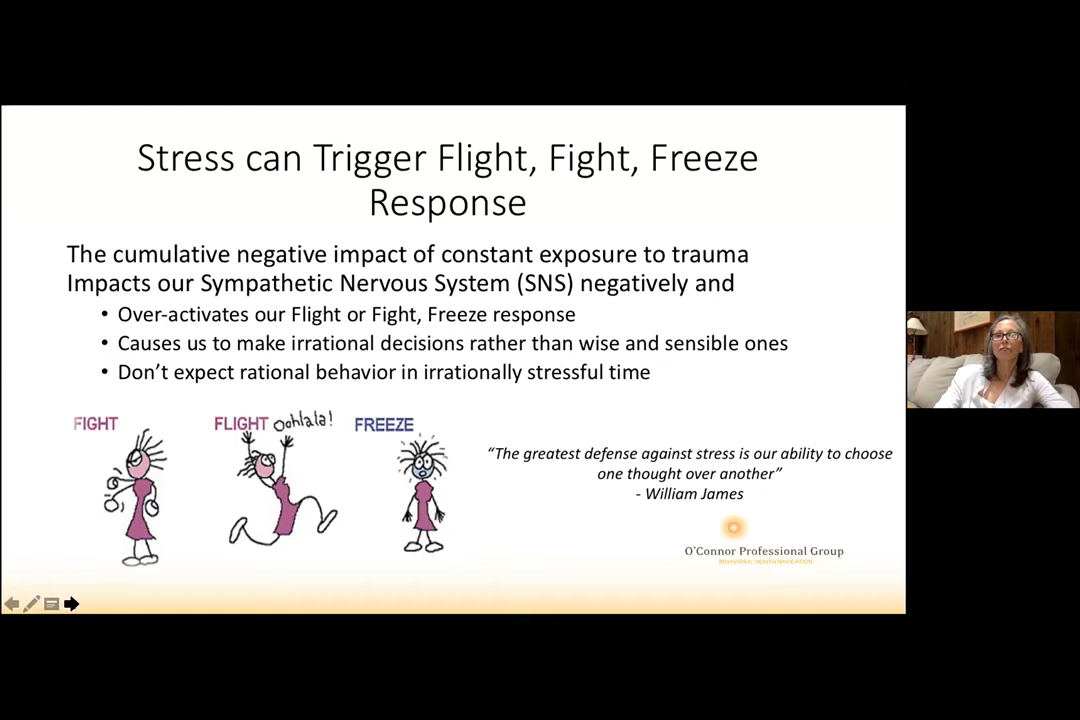 Stress can Trigger Flight, Fight, Freeze
Response
The cumulative negative impact of constant exposure to trauma
Impacts our Sympathetic Nervous System (SNS) negatively and
• Over-activates our Flight or Fight, Freeze response
• Causes us to make irrational decisions rather than wise and sensible ones
• Don’t expect rational behavior in irrationally stressful time
FIGHT
FLIGHT Oohlala!
FREEZE
“The greatest defense against stress is our ability to choose
one thought over another”
- William James
O’Connor Professional Group
BEHAVIORAL HEALTH NAVIGATION